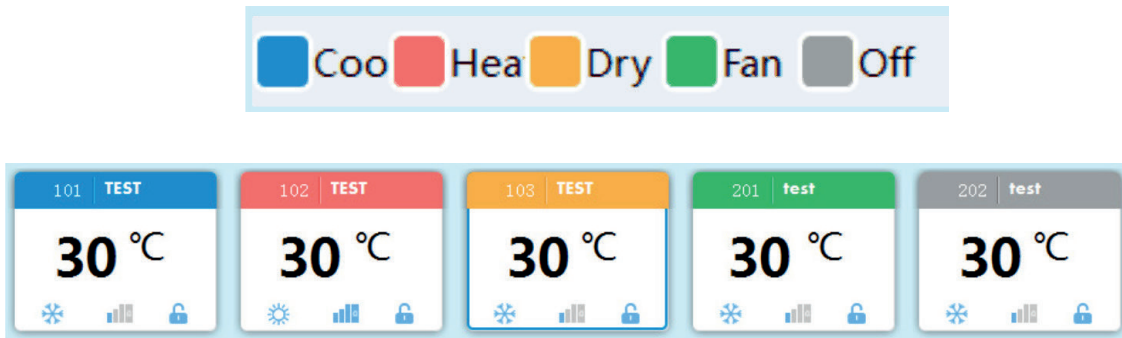 Coo Hea Dry Fan Off
101 TEST 102 TEST 103 TEST 201 test 202 test
30 °C 30 °C 30 °C 30 °C 30 °C